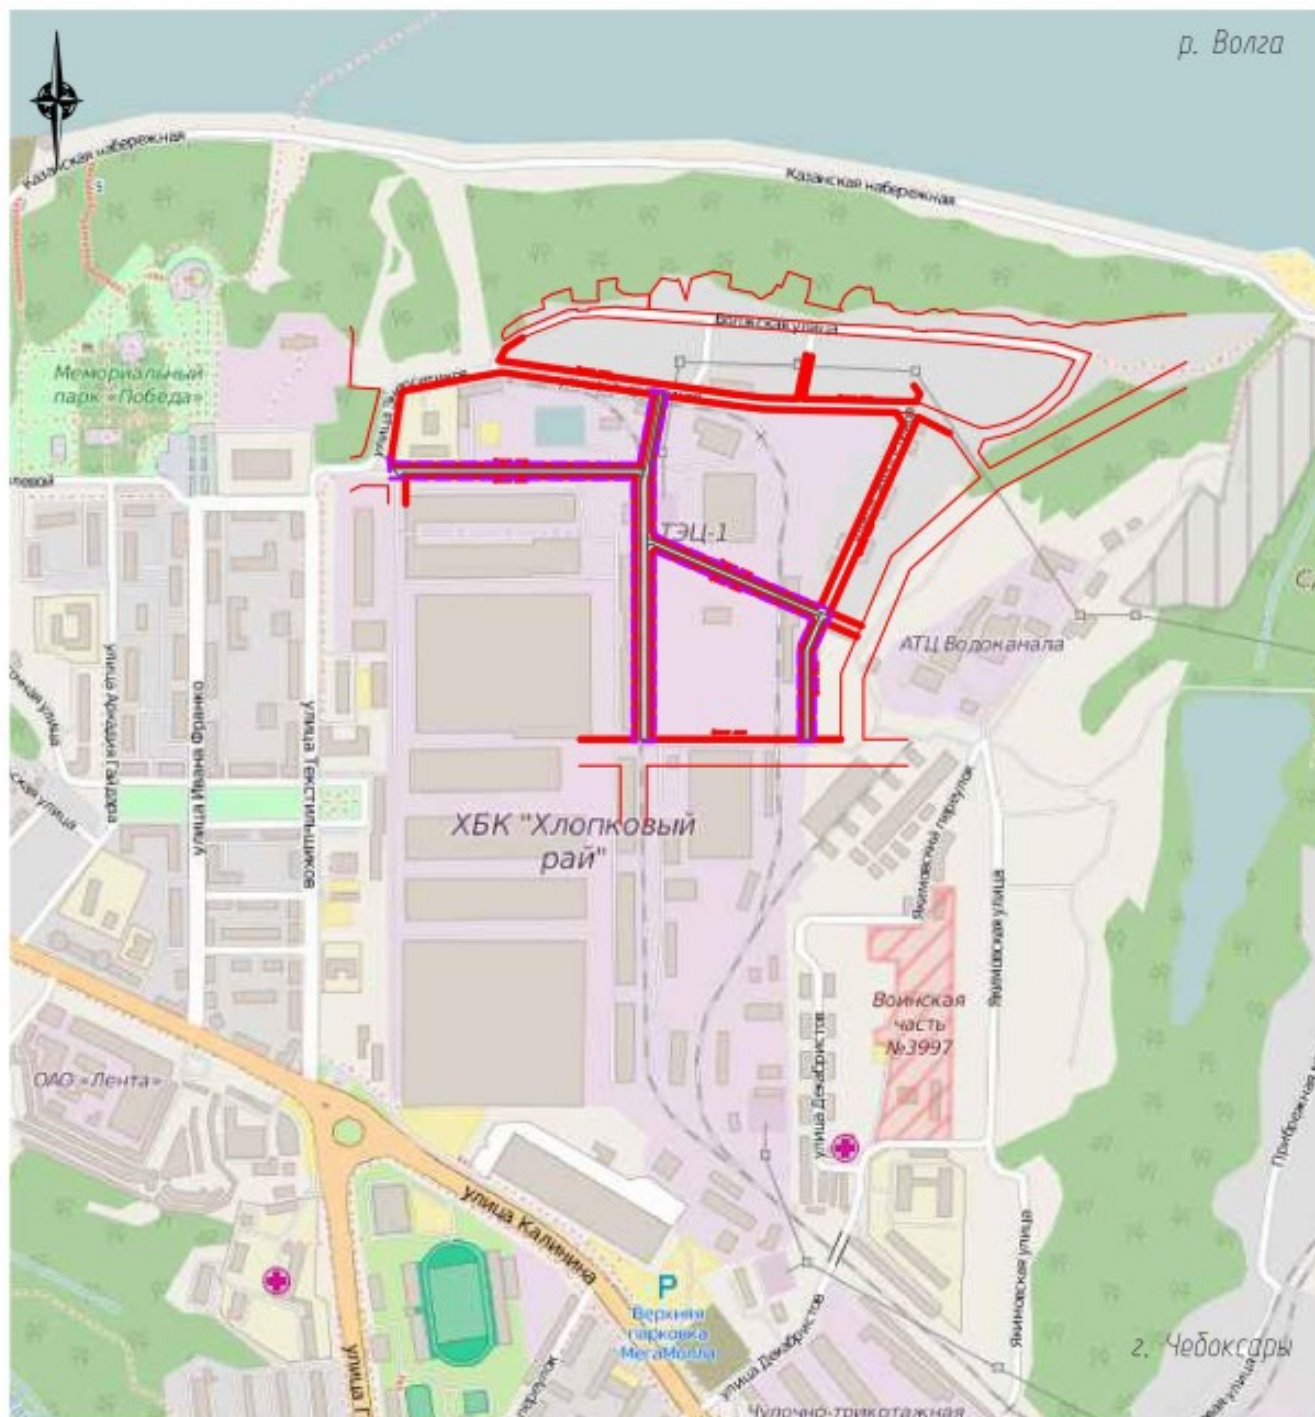 р. Волга
Казанская набережная
Казанская набережная
Волжская улица
Мемориальный
парк «Победа»
ТЭЦ-1
АТЦ Водоканала
улица Аркадия Гайдара
улица Ивана Франко
улица Текстильщиков
ХБК "Хлопковый
рай"
Якимовский переулок
Якимовская улица
Воинская
часть
№3997
улица Декабристов
ОАО «Лента»
улица Калинина
P
Верхняя
парковка
МегаМолла
улица Декабристов
Якимовская улица
г. Чебоксары
Чулочно-трикотажная